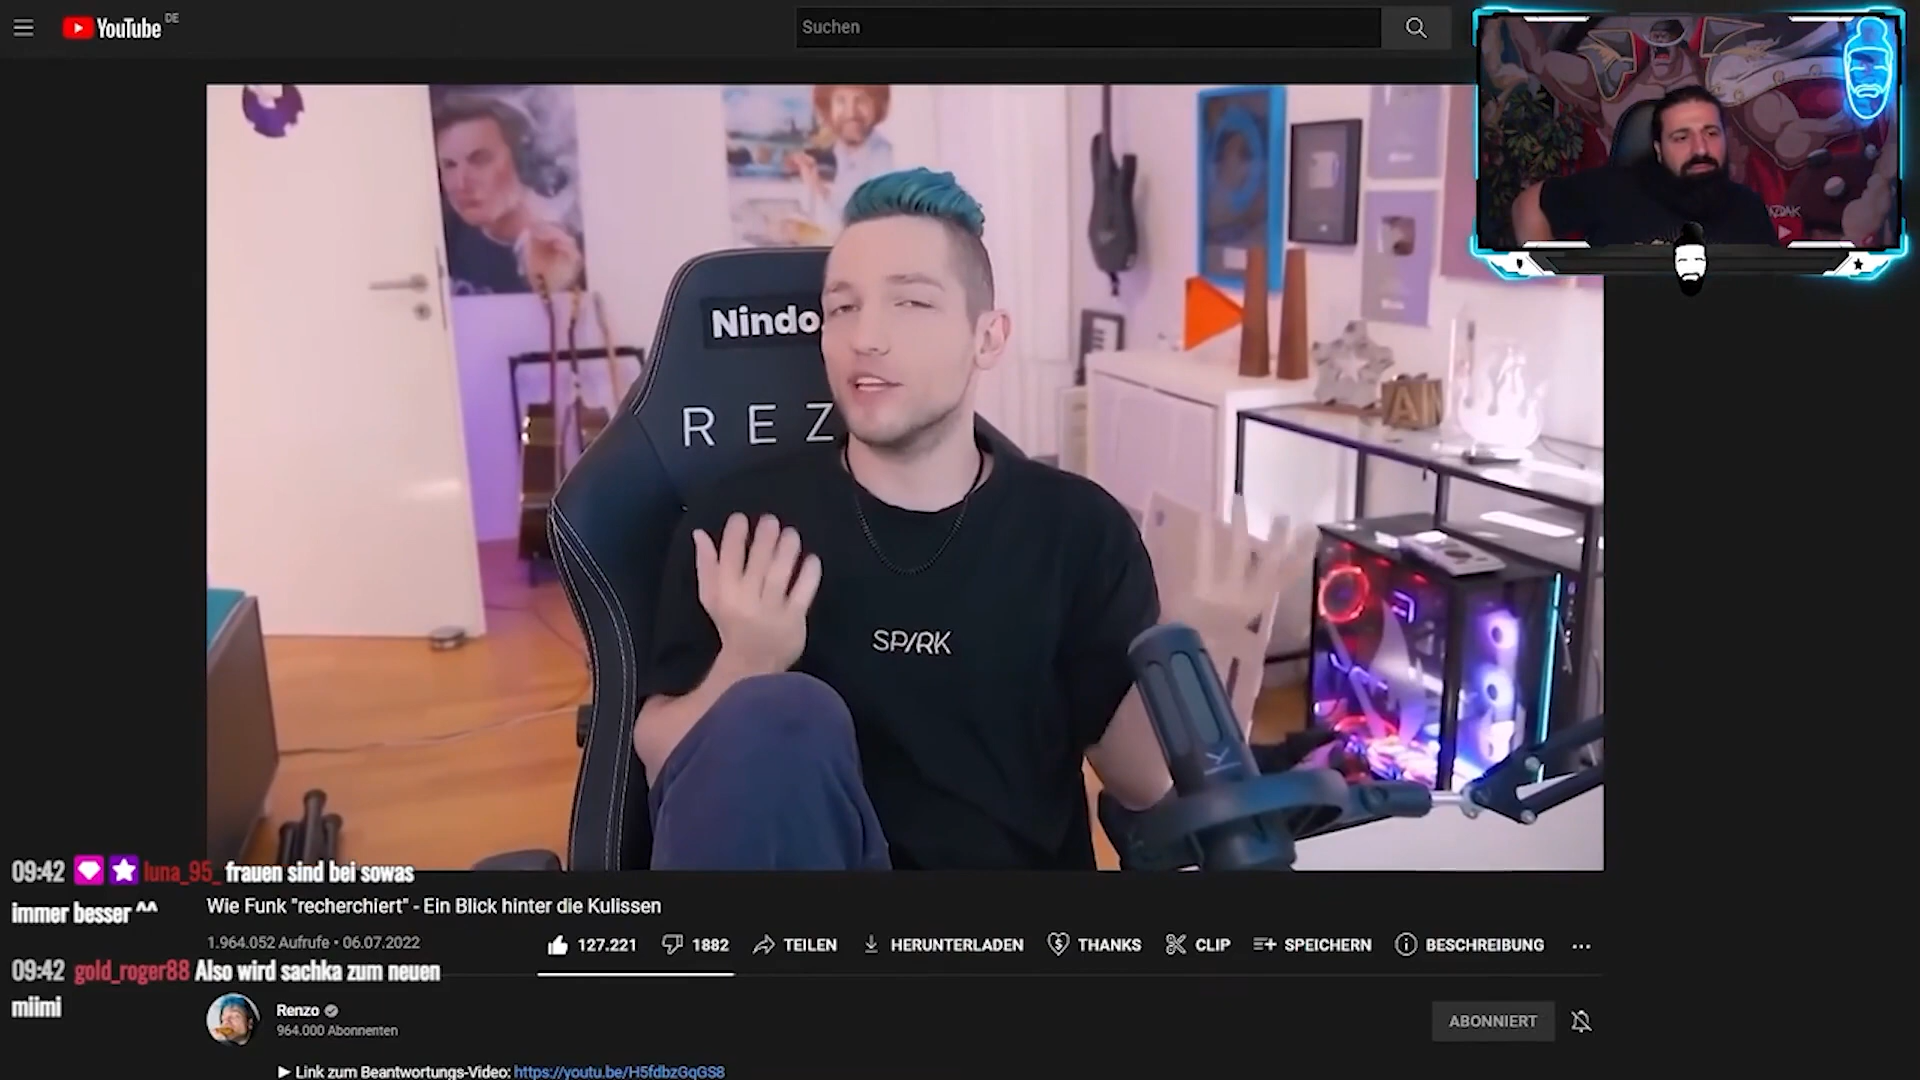 YouTube DE
Suchen
Nindo.
REZ
SP/RK
AN
09:42 luna_95_ frauen sind bei sowas
immer besser ^^
09:42 gold_roger88 Also wird sachka zum neuen
miimi
Wie Funk "recherchiert" - Ein Blick hinter die Kulissen
1.964.052 Aufrufe • 06.07.2022
127.221
1882
TEILEN
HERUNTERLADEN
THANKS
CLIP
SPEICHERN
BESCHREIBUNG
Renzo
964.000 Abonnenten
ABONNIERT
► Link zum Beantwortungs-Video: https://youtu.be/H5fdbzGqGS8